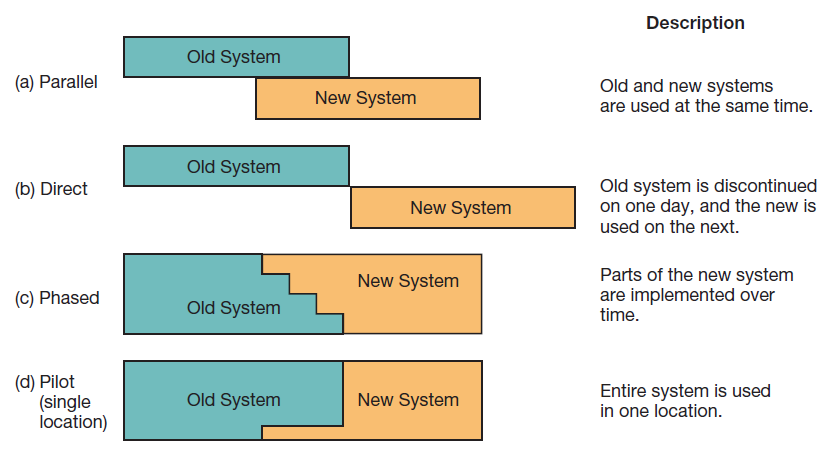 Description
(a) Parallel
Old System
New System
Old and new systems
are used at the same time.
(b) Direct
Old System
New System
Old system is discontinued
on one day, and the new is
used on the next.
(c) Phased
Old System
New System
Parts of the new system
are implemented over
time.
(d) Pilot
(single
location)
Old System
New System
Entire system is used
in one location.